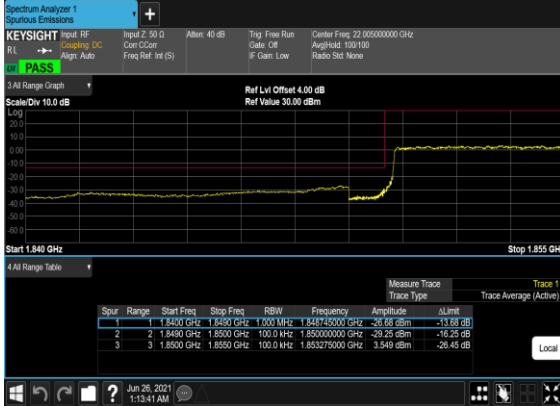 Spectrum Analyzer 1
Spurious Emissions
+
KEYSIGHT Input: RF Input Z: 50 Ω Atten: 40 dB Trig: Free Run Center Freq: 22.005000000 GHz
RL Coupling: DC Corr CCorr Gate: Off Avg|Hold: 100/100
Align: Auto Freq Ref: Int (S) IF Gain: Low Radio Std: None
LXI PASS
3 All Range Graph
Ref Lvl Offset 4.00 dB
Scale/Div 10.0 dB Ref Value 30.00 dBm
Log
20.0
10.0
0.00
-10.0
-20.0
-30.0
-40.0
-50.0
-60.0
Start 1.840 GHz Stop 1.855 GH
4 All Range Table
Measure Trace Trace 1
Trace Type Trace Average (Active)
Spur Range Start Freq Stop Freq RBW Frequency Amplitude ΔLimit
1 1 1.8400 GHz 1.8490 GHz 1.000 MHz 1.848745000 GHz -26.68 dBm -13.68 dB
2 2 1.8490 GHz 1.8500 GHz 100.0 kHz 1.850000000 GHz -29.25 dBm -16.25 dB
3 3 1.8500 GHz 1.8550 GHz 100.0 kHz 1.853275000 GHz 3.549 dBm -26.45 dB
Local
? Jun 26, 2021
1:13:41 AM